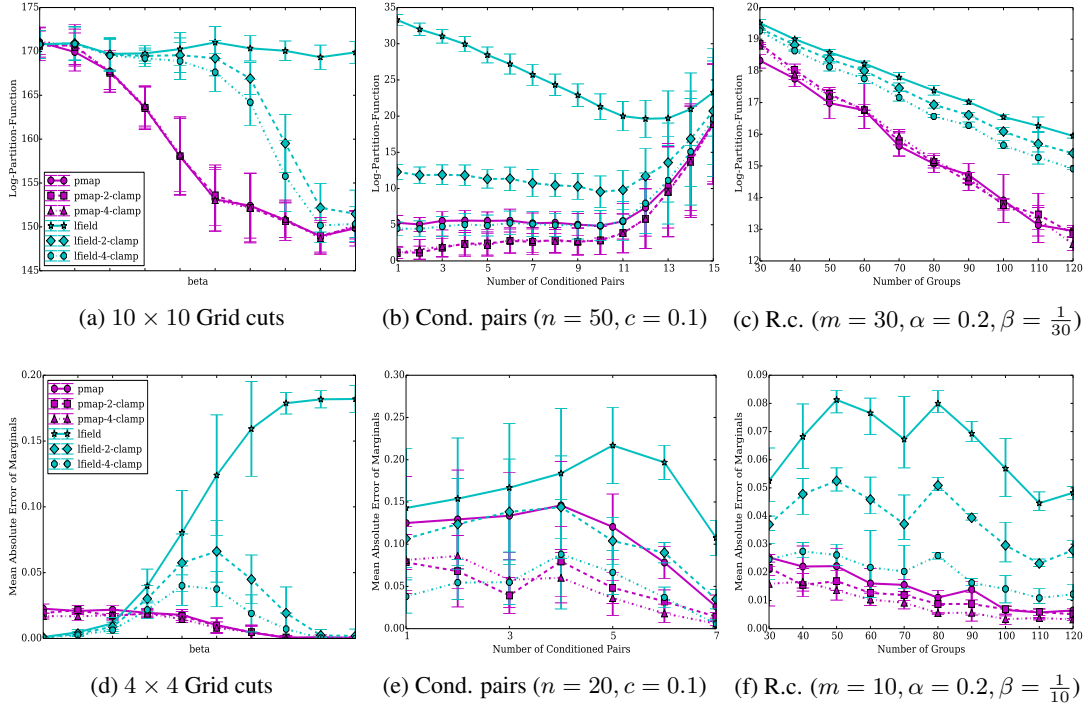 175
170
165
160
155
150
145
Log-Partition-Function
pmap
pmap-2-clamp
pmap-4-clamp
lfield
lfield-2-clamp
lfield-4-clamp
beta
(a) 10 × 10 Grid cuts
35
30
25
20
15
10
5
0
Log-Partition-Function
1 3 5 7 9 11 13 15
Number of Conditioned Pairs
(b) Cond. pairs (n = 50, c = 0.1)
20
19
18
17
16
15
14
13
12
Log-Partition-Function
30 40 50 60 70 80 90 100 110 120
Number of Groups
(c) R.c. (m = 30, α = 0.2, β = 1/30)
0.20
0.15
0.10
0.05
0.00
Mean Absolute Error of Marginals
pmap
pmap-2-clamp
pmap-4-clamp
lfield
lfield-2-clamp
lfield-4-clamp
beta
(d) 4 × 4 Grid cuts
0.30
0.25
0.20
0.15
0.10
0.05
0.00
Mean Absolute Error of Marginals
1 3 5 7
Number of Conditioned Pairs
(e) Cond. pairs (n = 20, c = 0.1)
0.09
0.08
0.07
0.06
0.05
0.04
0.03
0.02
0.01
0.00
Mean Absolute Error of Marginals
30 40 50 60 70 80 90 100 110 120
Number of Groups
(f) R.c. (m = 10, α = 0.2, β = 1/10)